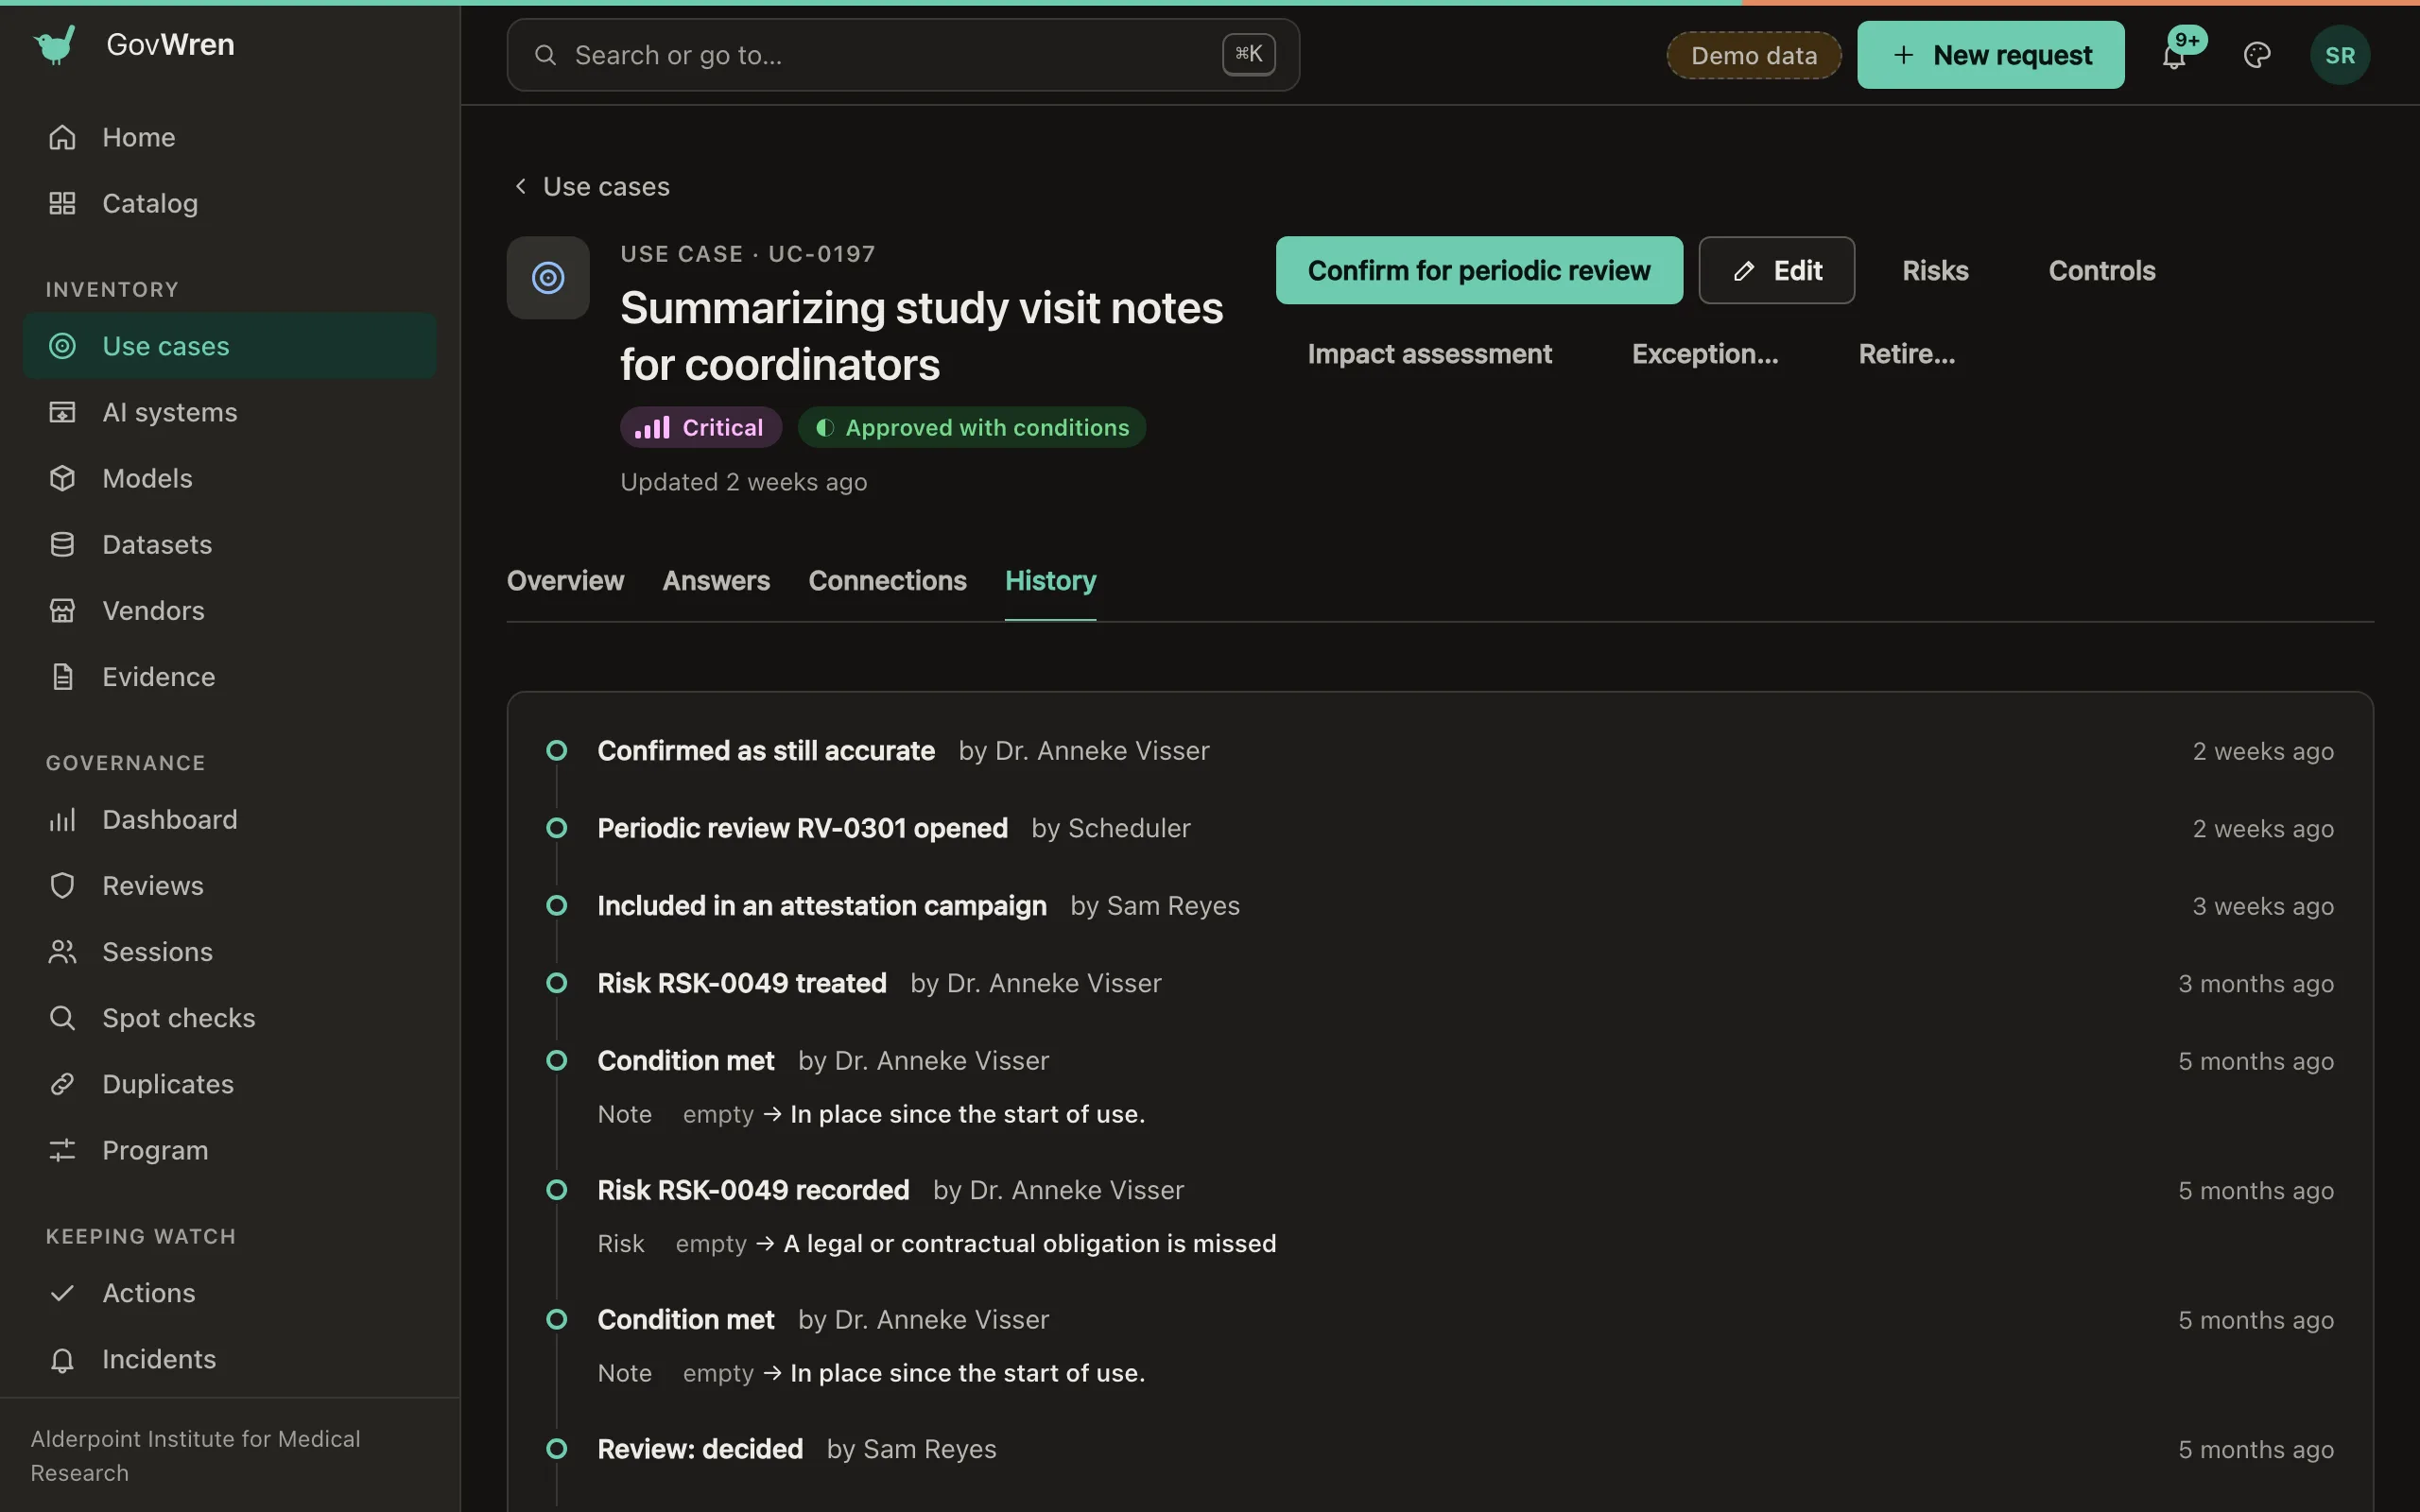 GovWren
Search or go to...
⌘K
Demo data
+ New request
9+
SR
Home
Catalog
INVENTORY
Use cases
AI systems
Models
Datasets
Vendors
Evidence
GOVERNANCE
Dashboard
Reviews
Sessions
Spot checks
Duplicates
Program
KEEPING WATCH
Actions
Incidents
Alderpoint Institute for Medical
Research
Use cases
USE CASE · UC-0197
Summarizing study visit notes
for coordinators
Critical
Approved with conditions
Updated 2 weeks ago
Confirm for periodic review
Edit
Risks
Controls
Impact assessment
Exception...
Retire...
Overview
Answers
Connections
History
Confirmed as still accurate by Dr. Anneke Visser 2 weeks ago
Periodic review RV-0301 opened by Scheduler 2 weeks ago
Included in an attestation campaign by Sam Reyes 3 weeks ago
Risk RSK-0049 treated by Dr. Anneke Visser 3 months ago
Condition met by Dr. Anneke Visser 5 months ago
Note empty → In place since the start of use.
Risk RSK-0049 recorded by Dr. Anneke Visser 5 months ago
Risk empty → A legal or contractual obligation is missed
Condition met by Dr. Anneke Visser 5 months ago
Note empty → In place since the start of use.
Review: decided by Sam Reyes 5 months ago